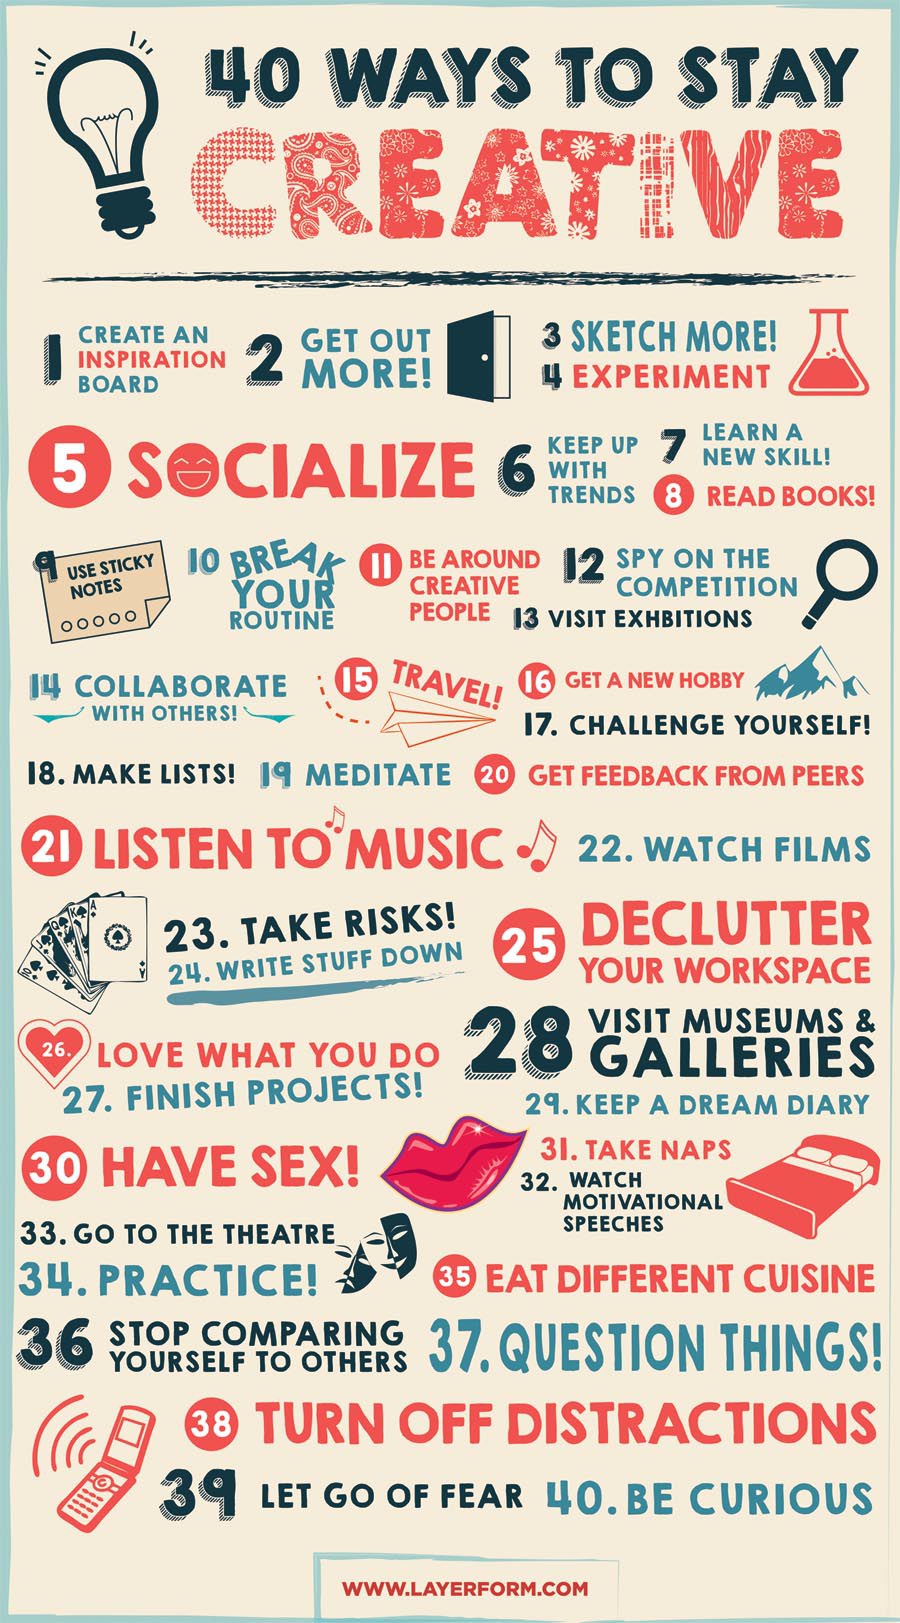 40 WAYS TO STAY
CREATIVE
1 CREATE AN
INSPIRATION
BOARD
2 GET OUT
MORE!
3 SKETCH MORE!
4 EXPERIMENT
5 SOCIALIZE
6 KEEP UP
WITH
TRENDS
7 LEARN A
NEW SKILL!
8 READ BOOKS!
9 USE STICKY
NOTES
10 BREAK
YOUR
ROUTINE
11 BE AROUND
CREATIVE
PEOPLE
12 SPY ON THE
COMPETITION
13 VISIT EXHBITIONS
14 COLLABORATE
WITH OTHERS!
15 TRAVEL!
16 GET A NEW HOBBY
17. CHALLENGE YOURSELF!
18. MAKE LISTS!
19 MEDITATE
20 GET FEEDBACK FROM PEERS
21 LISTEN TO MUSIC
22. WATCH FILMS
10 J Q K A
A
23. TAKE RISKS!
24. WRITE STUFF DOWN
25 DECLUTTER
YOUR WORKSPACE
26. LOVE WHAT YOU DO
27. FINISH PROJECTS!
28 VISIT MUSEUMS &
GALLERIES
29. KEEP A DREAM DIARY
30 HAVE SEX!
31. TAKE NAPS
32. WATCH
MOTIVATIONAL
SPEECHES
33. GO TO THE THEATRE
34. PRACTICE!
35 EAT DIFFERENT CUISINE
36 STOP COMPARING
YOURSELF TO OTHERS
37. QUESTION THINGS!
38 TURN OFF DISTRACTIONS
39 LET GO OF FEAR
40. BE CURIOUS
WWW.LAYERFORM.COM